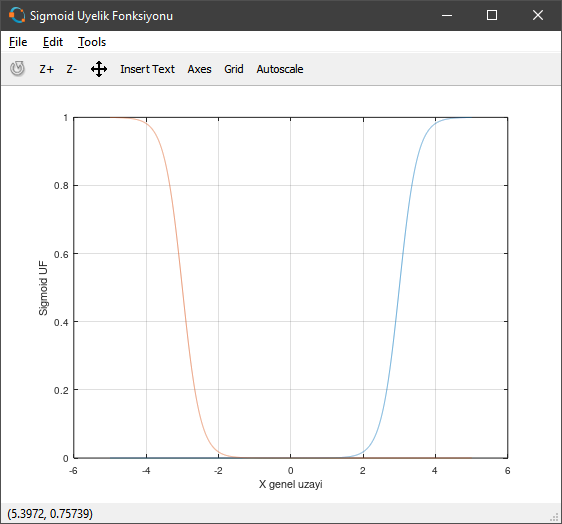 Sigmoid Uyelik Fonksiyonu
File Edit Tools
Z+ Z- Insert Text Axes Grid Autoscale
1
0.8
0.6
0.4
0.2
0
Sigmoid UF
-6 -4 -2 0 2 4 6
X genel uzayi
(5.3972, 0.75739)